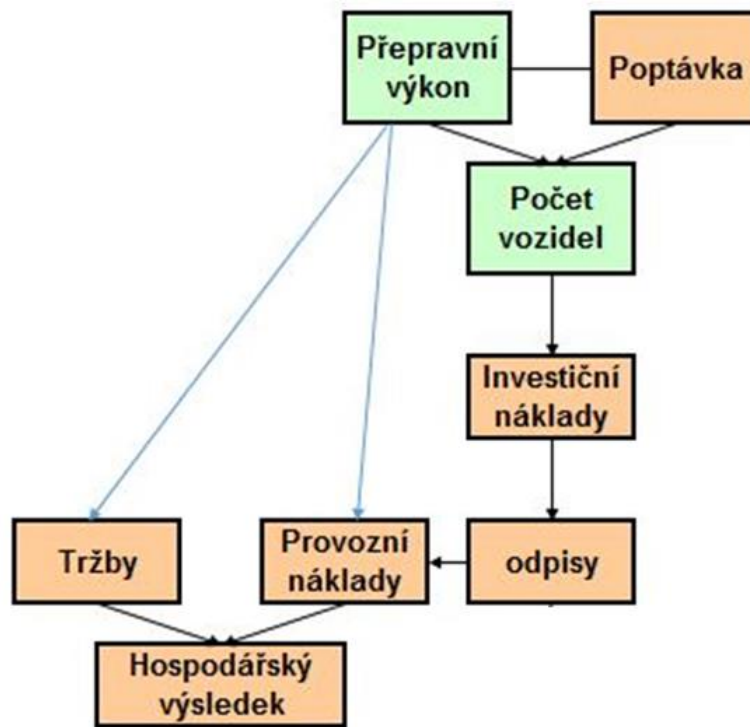 Přepravní
výkon
Poptávka
Počet
vozidel
Investiční
náklady
Tržby
Provozní
náklady
odpisy
Hospodářský
výsledek